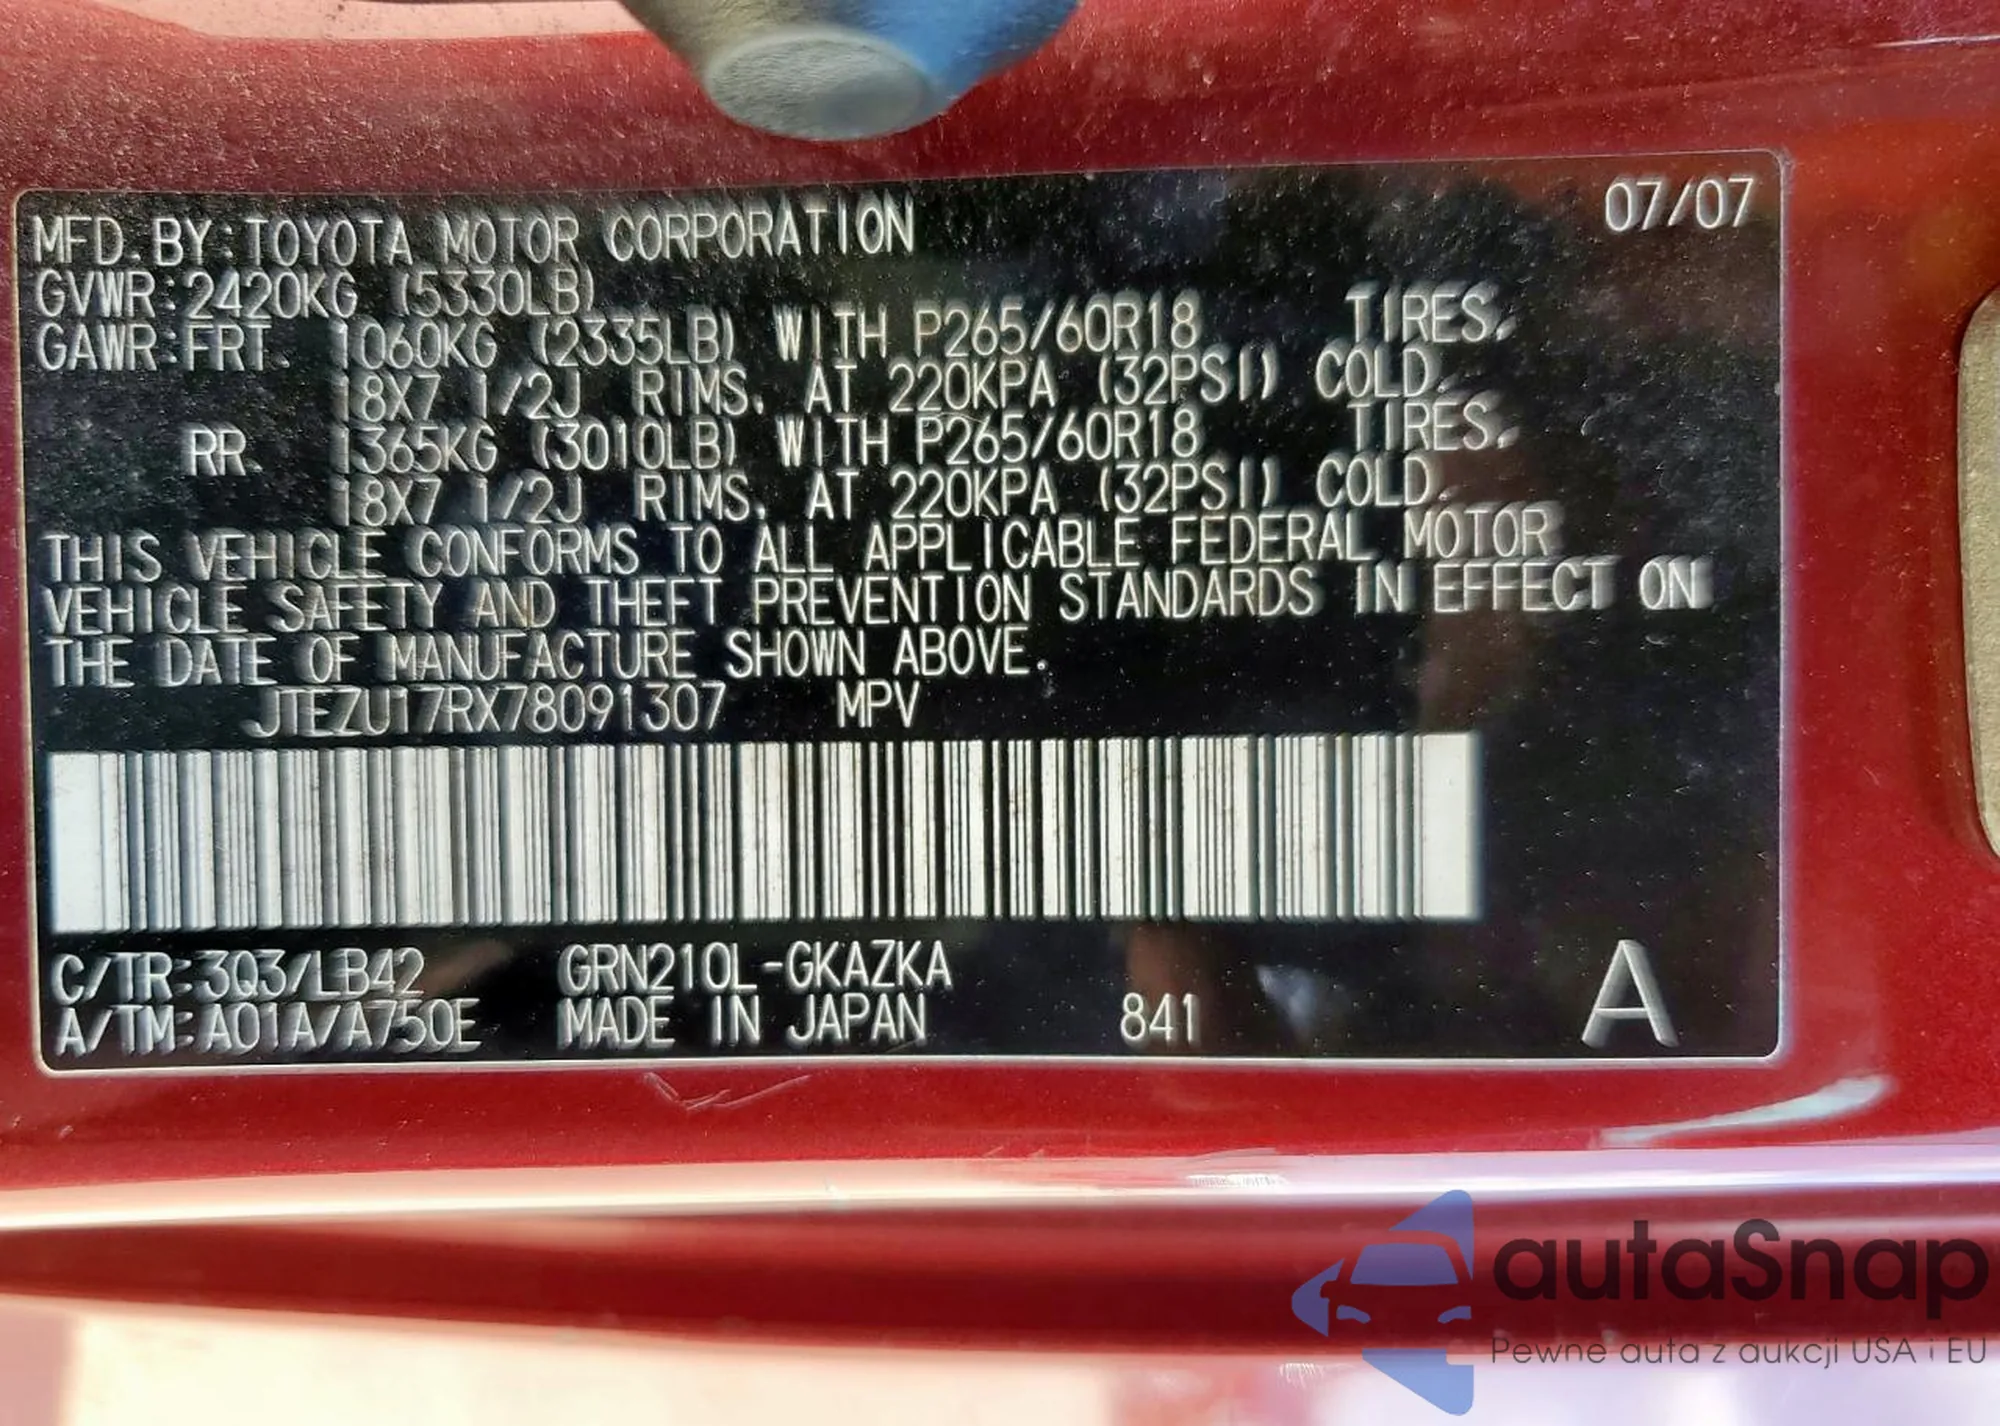 07/07
MFD. BY:TOYOTA MOTOR CORPORATION
GVWR:2420KG (5330LB)
GAWR:FRT. 1060KG (2335LB) WITH P265/60R18 TIRES,
18X7 1/2J RIMS, AT 220KPA (32PSI) COLD.
RR. 1365KG (3010LB) WITH P265/60R18 TIRES,
18X7 1/2J RIMS, AT 220KPA (32PSI) COLD.
THIS VEHICLE CONFORMS TO ALL APPLICABLE FEDERAL MOTOR
VEHICLE SAFETY AND THEFT PREVENTION STANDARDS IN EFFECT ON
THE DATE OF MANUFACTURE SHOWN ABOVE.
JTEZU17RX78091307 MPV
C/TR:3Q3/LB42 GRN210L-GKAZKA
A/TM:A01A/A750E MADE IN JAPAN 841 A
autaSnap
Pewne auta z aukcji USA i EU